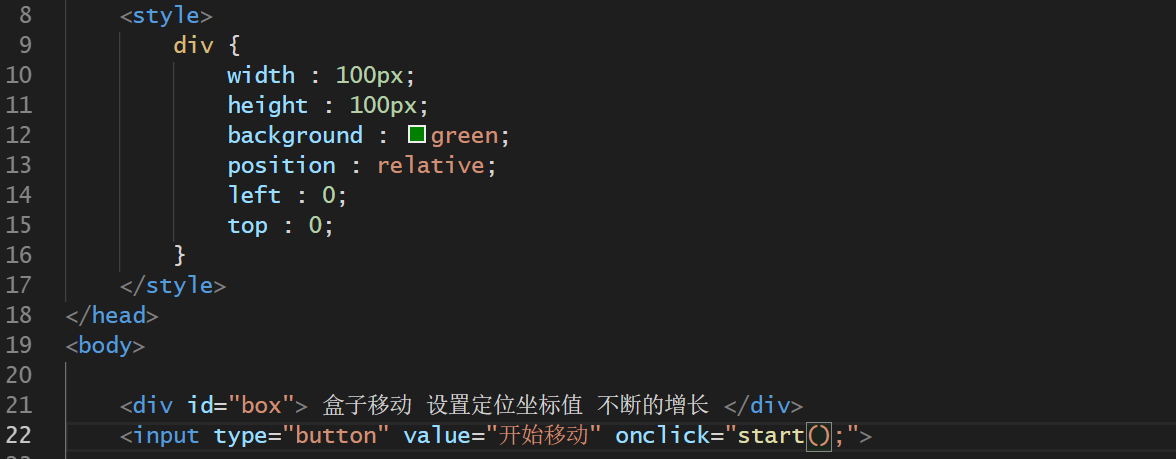 8 <style>
9 div {
10 width : 100px;
11 height : 100px;
12 background : green;
13 position : relative;
14 left : 0;
15 top : 0;
16 }
17 </style>
18 </head>
19 <body>
20
21 <div id="box"> 盒子移动 设置定位坐标值 不断的增长 </div>
22 <input type="button" value="开始移动" onclick="start();">